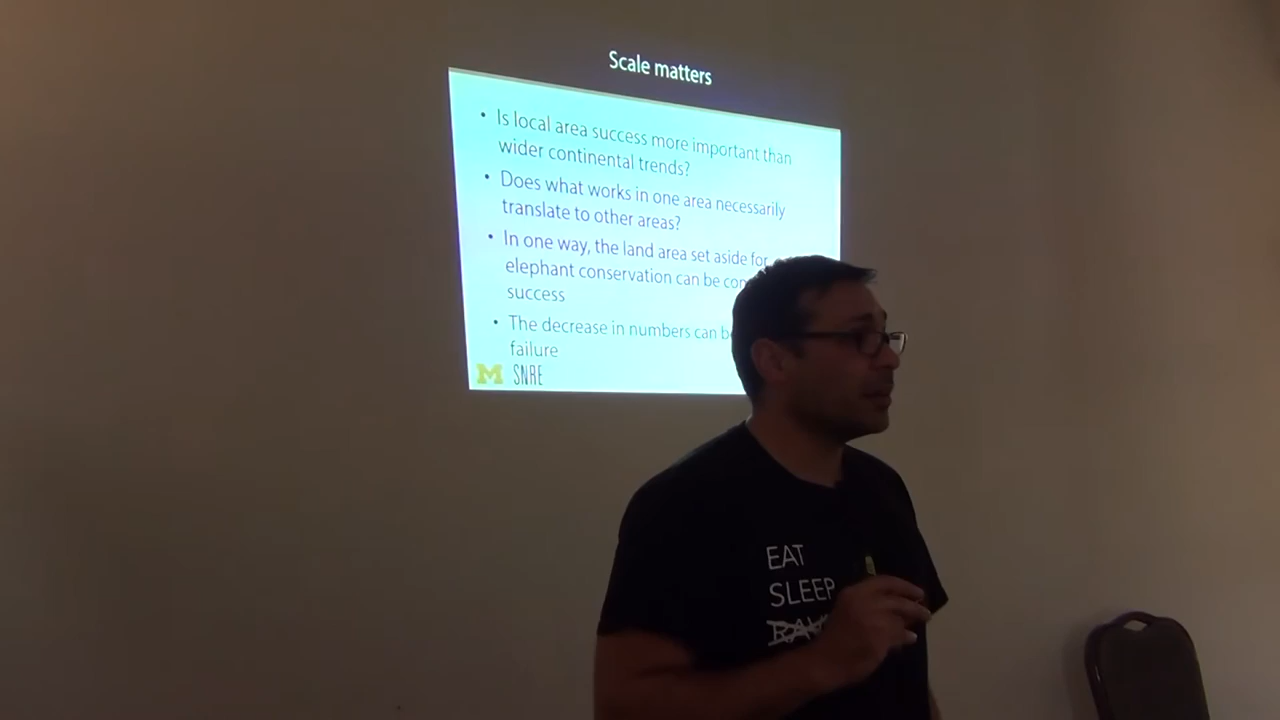 Scale matters
• Is local area success more important than
wider continental trends?
• Does what works in one area necessarily
translate to other areas?
• In one way, the land area set aside for
elephant conservation can be
success
• The decrease in numbers can
failure
M SNRE
EAT
SLEEP